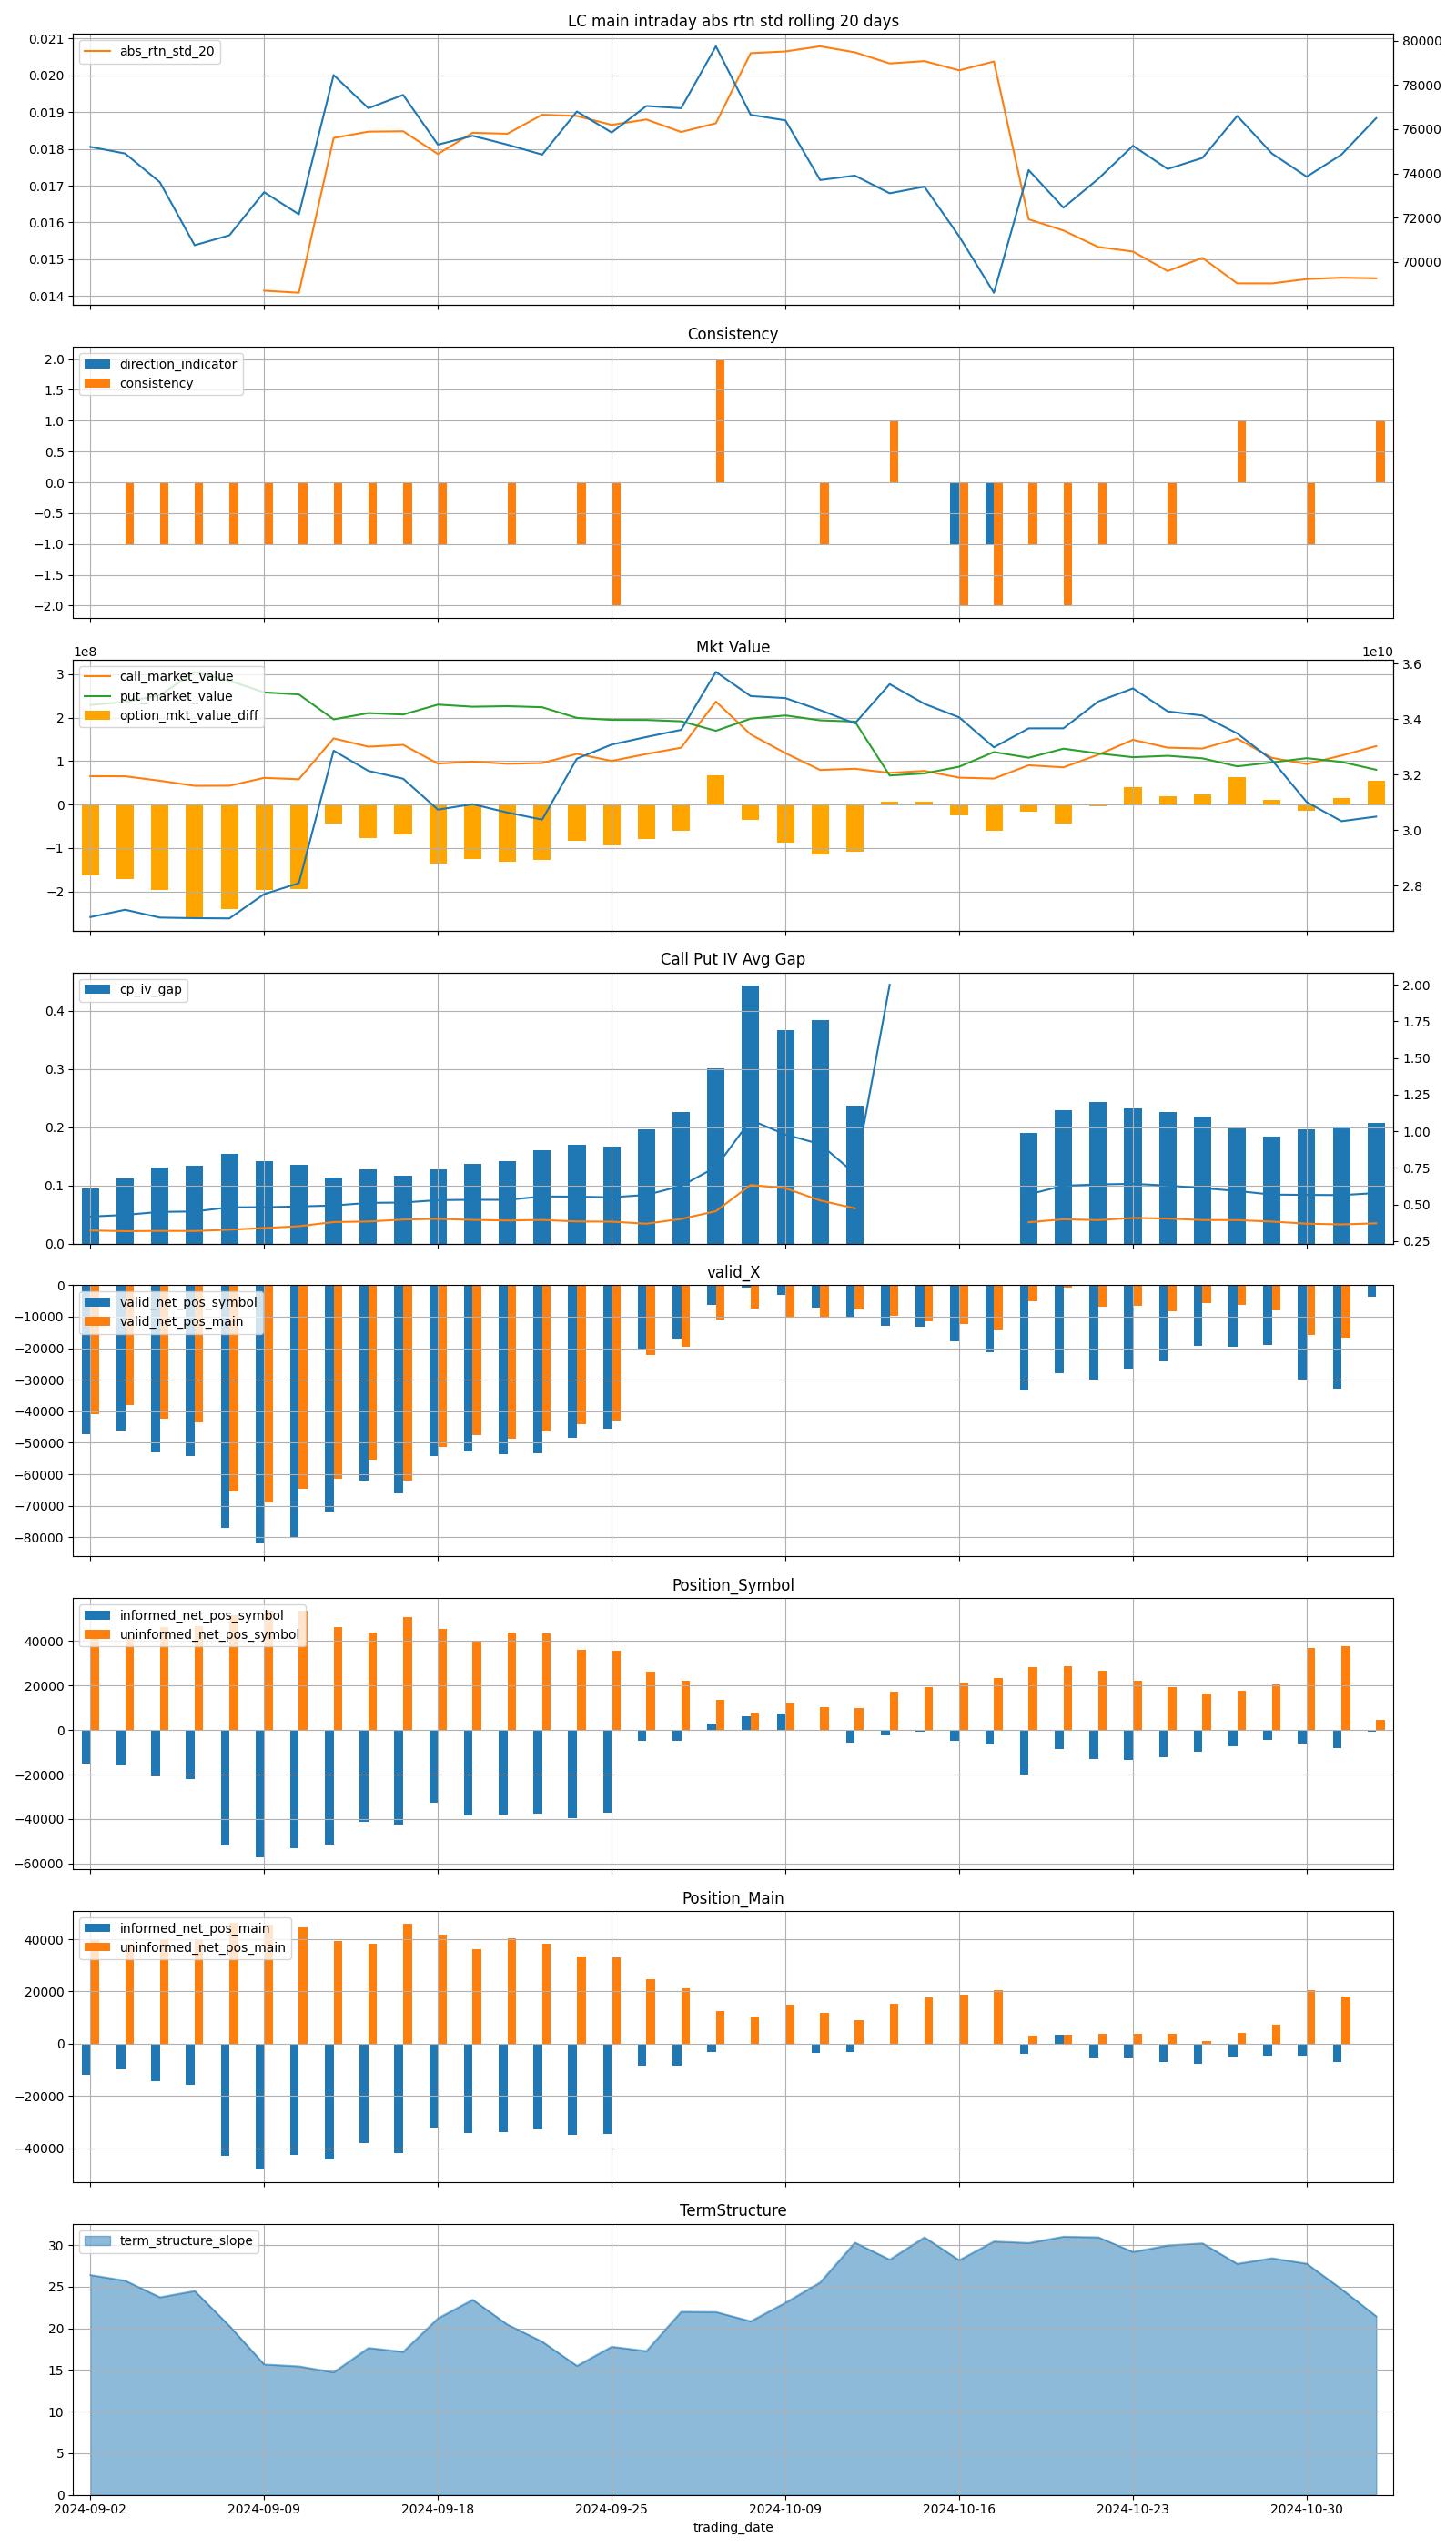 LC main intraday abs rtn std rolling 20 days
abs_rtn_std_20
0.021
0.020
0.019
0.018
0.017
0.016
0.015
0.014
80000
78000
76000
74000
72000
70000
Consistency
direction_indicator
consistency
2.0
1.5
1.0
0.5
0.0
−0.5
−1.0
−1.5
−2.0
Mkt Value
1e8
1e10
call_market_value
put_market_value
option_mkt_value_diff
3
2
1
0
−1
−2
3.6
3.4
3.2
3.0
2.8
Call Put IV Avg Gap
cp_iv_gap
0.4
0.3
0.2
0.1
0.0
2.00
1.75
1.50
1.25
1.00
0.75
0.50
0.25
valid_X
valid_net_pos_symbol
valid_net_pos_main
0
−10000
−20000
−30000
−40000
−50000
−60000
−70000
−80000
Position_Symbol
informed_net_pos_symbol
uninformed_net_pos_symbol
40000
20000
0
−20000
−40000
−60000
Position_Main
informed_net_pos_main
uninformed_net_pos_main
40000
20000
0
−20000
−40000
TermStructure
term_structure_slope
30
25
20
15
10
5
0
2024-09-02 2024-09-09 2024-09-18 2024-09-25 2024-10-09 2024-10-16 2024-10-23 2024-10-30
trading_date